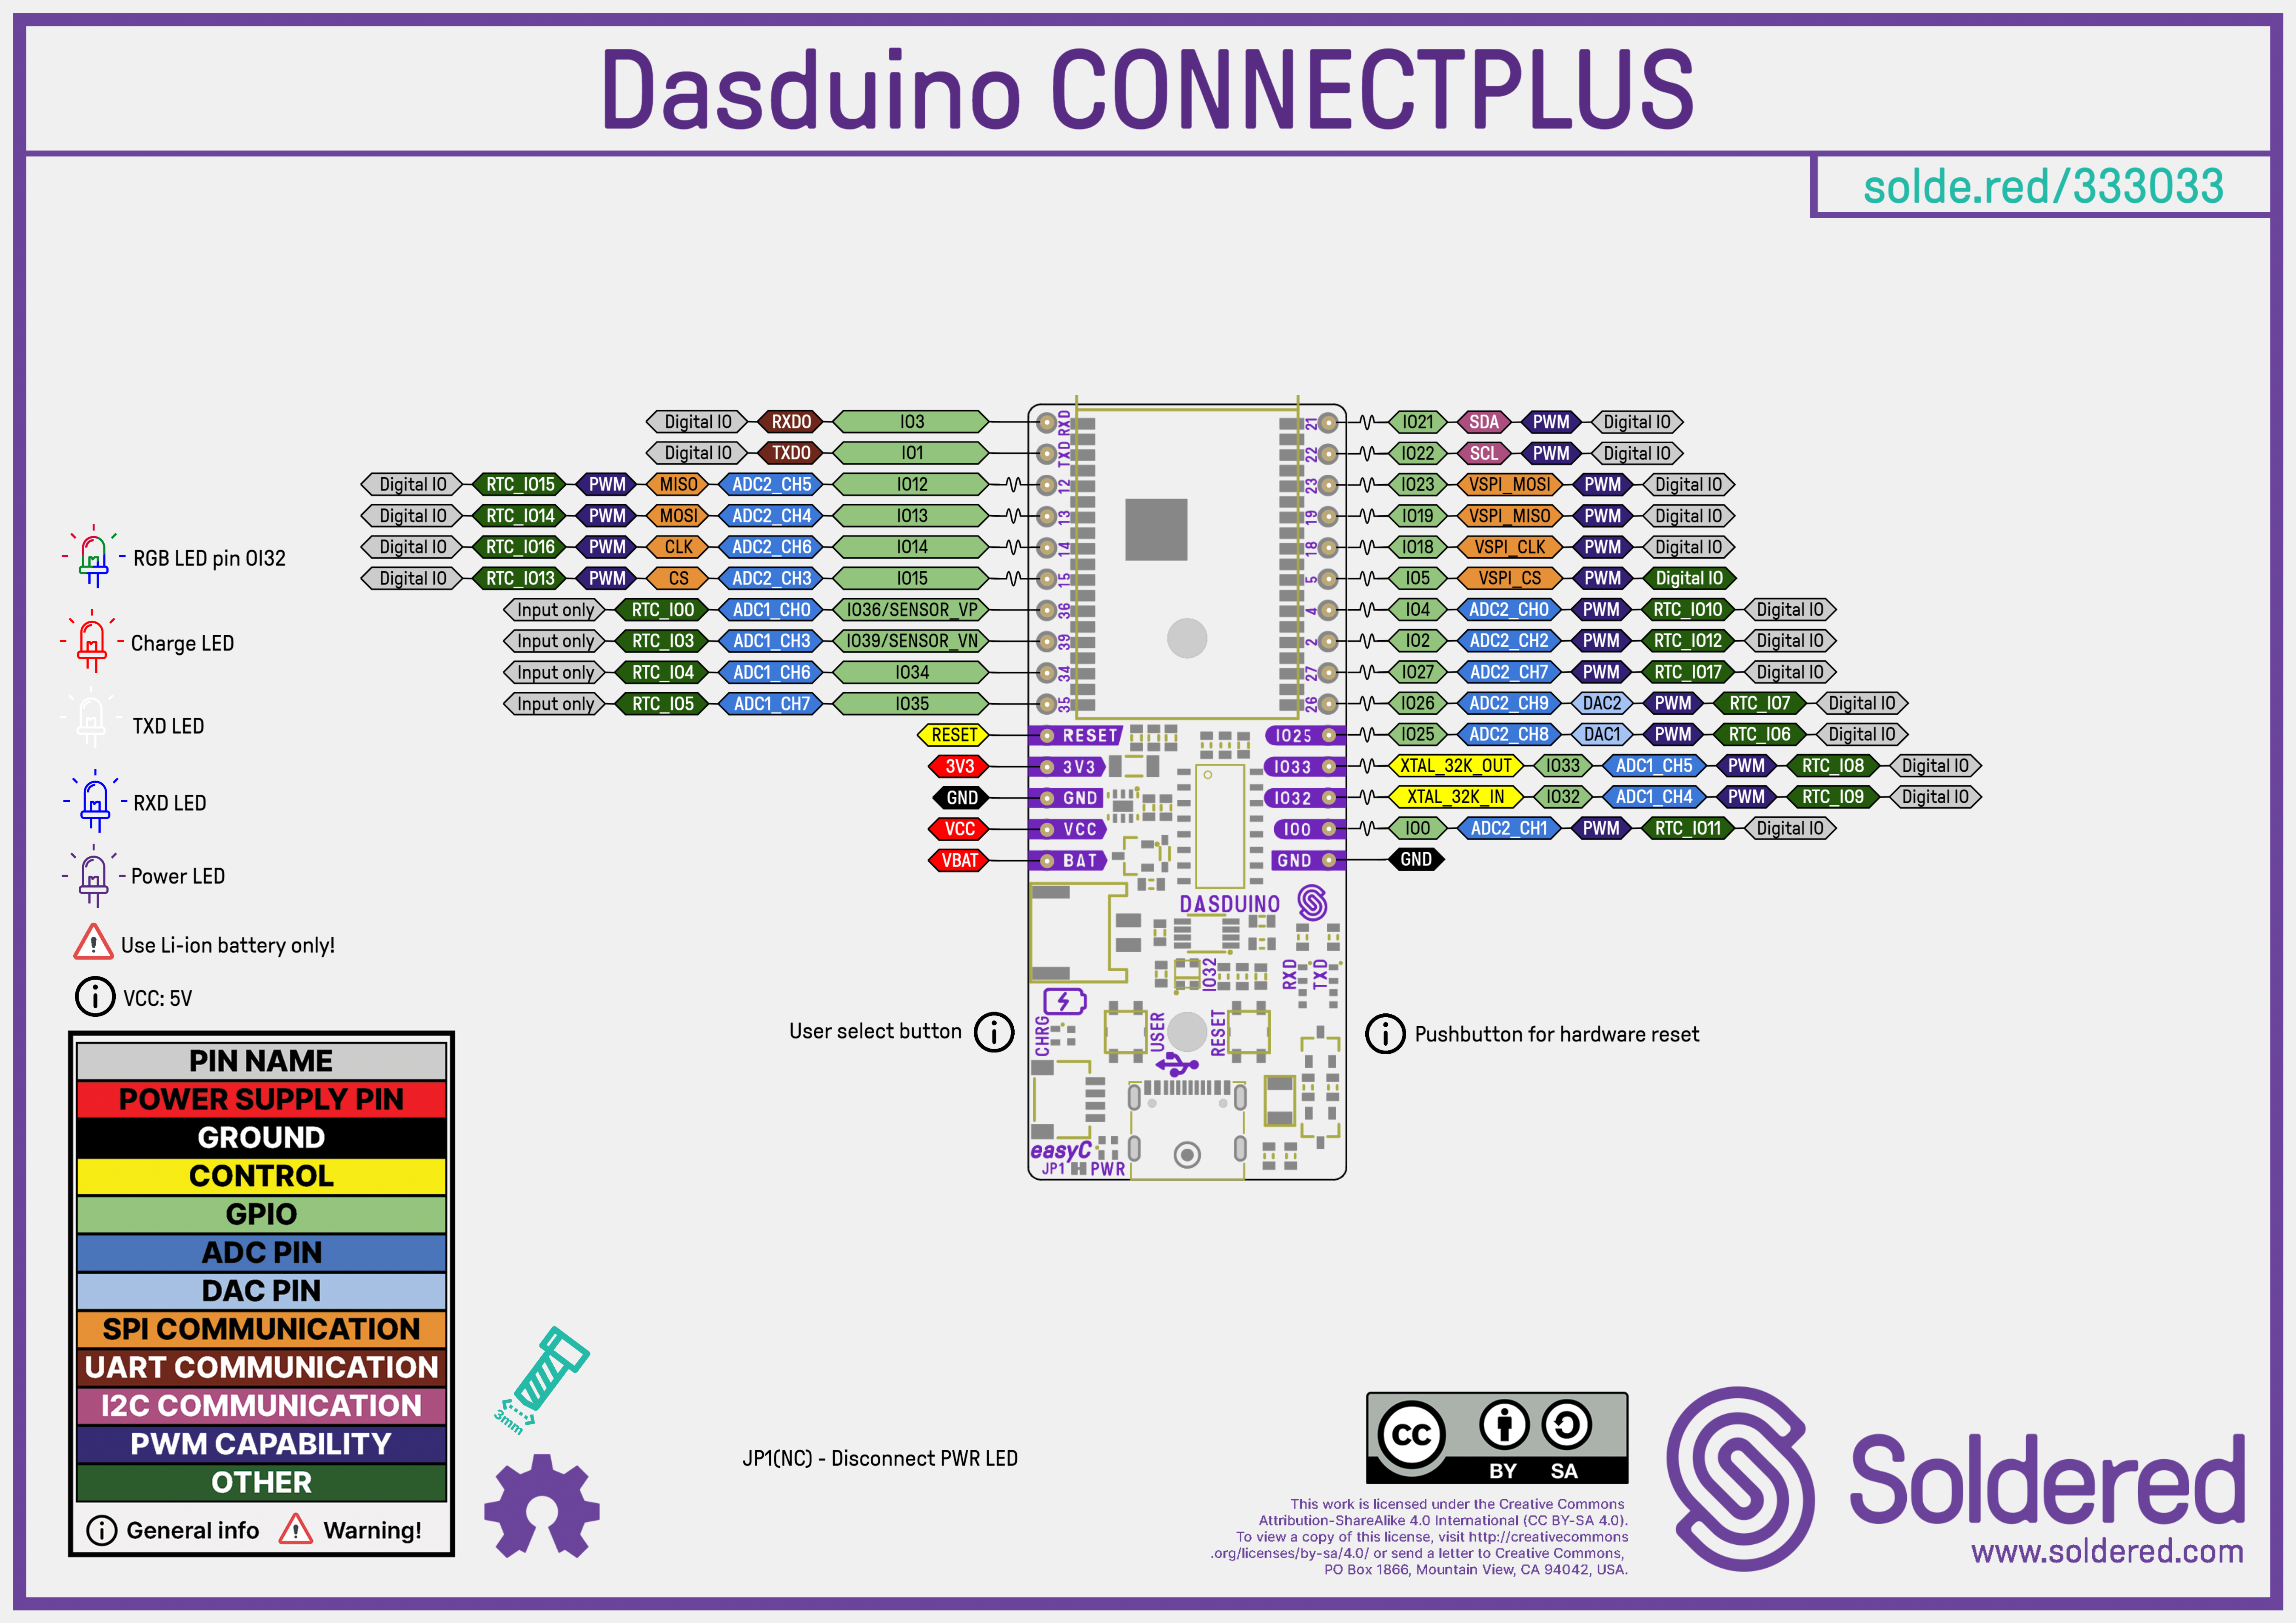 Dasduino CONNECTPLUS
solde.red/333033
Digital IO RXD0 IO3
Digital IO TXD0 IO1
Digital IO RTC_IO15 PWM MISO ADC2_CH5 IO12
Digital IO RTC_IO14 PWM MOSI ADC2_CH4 IO13
Digital IO RTC_IO16 PWM CLK ADC2_CH6 IO14
Digital IO RTC_IO13 PWM CS ADC2_CH3 IO15
Input only RTC_IO0 ADC1_CH0 IO36/SENSOR_VP
Input only RTC_IO3 ADC1_CH3 IO39/SENSOR_VN
Input only RTC_IO4 ADC1_CH6 IO34
Input only RTC_IO5 ADC1_CH7 IO35
RESET
3V3
GND
VCC
VBAT
RXD
TXD
12
13
14
15
36
39
34
35
RESET
3V3
GND
VCC
BAT
21
22
23
19
18
5
4
2
27
26
IO25
IO33
IO32
IO0
GND
IO21 SDA PWM Digital IO
IO22 SCL PWM Digital IO
IO23 VSPI_MOSI PWM Digital IO
IO19 VSPI_MISO PWM Digital IO
IO18 VSPI_CLK PWM Digital IO
IO5 VSPI_CS PWM Digital IO
IO4 ADC2_CH0 PWM RTC_IO10 Digital IO
IO2 ADC2_CH2 PWM RTC_IO12 Digital IO
IO27 ADC2_CH7 PWM RTC_IO17 Digital IO
IO26 ADC2_CH9 DAC2 PWM RTC_IO7 Digital IO
IO25 ADC2_CH8 DAC1 PWM RTC_IO6 Digital IO
XTAL_32K_OUT IO33 ADC1_CH5 PWM RTC_IO8 Digital IO
XTAL_32K_IN IO32 ADC1_CH4 PWM RTC_IO9 Digital IO
IO0 ADC2_CH1 PWM RTC_IO11 Digital IO
GND
DASDUINO
IO32
RXD
TXD
CHRG
USER
RESET
easyC
JP1 PWR
User select button
Pushbutton for hardware reset
RGB LED pin OI32
Charge LED
TXD LED
RXD LED
Power LED
Use Li-ion battery only!
VCC: 5V
PIN NAME
POWER SUPPLY PIN
GROUND
CONTROL
GPIO
ADC PIN
DAC PIN
SPI COMMUNICATION
UART COMMUNICATION
I2C COMMUNICATION
PWM CAPABILITY
OTHER
General info Warning!
3mm
JP1(NC) - Disconnect PWR LED
CC
BY SA
This work is licensed under the Creative Commons
Attribution-ShareAlike 4.0 International (CC BY-SA 4.0).
To view a copy of this license, visit http://creativecommons
.org/licenses/by-sa/4.0/ or send a letter to Creative Commons,
PO Box 1866, Mountain View, CA 94042, USA.
Soldered
www.soldered.com